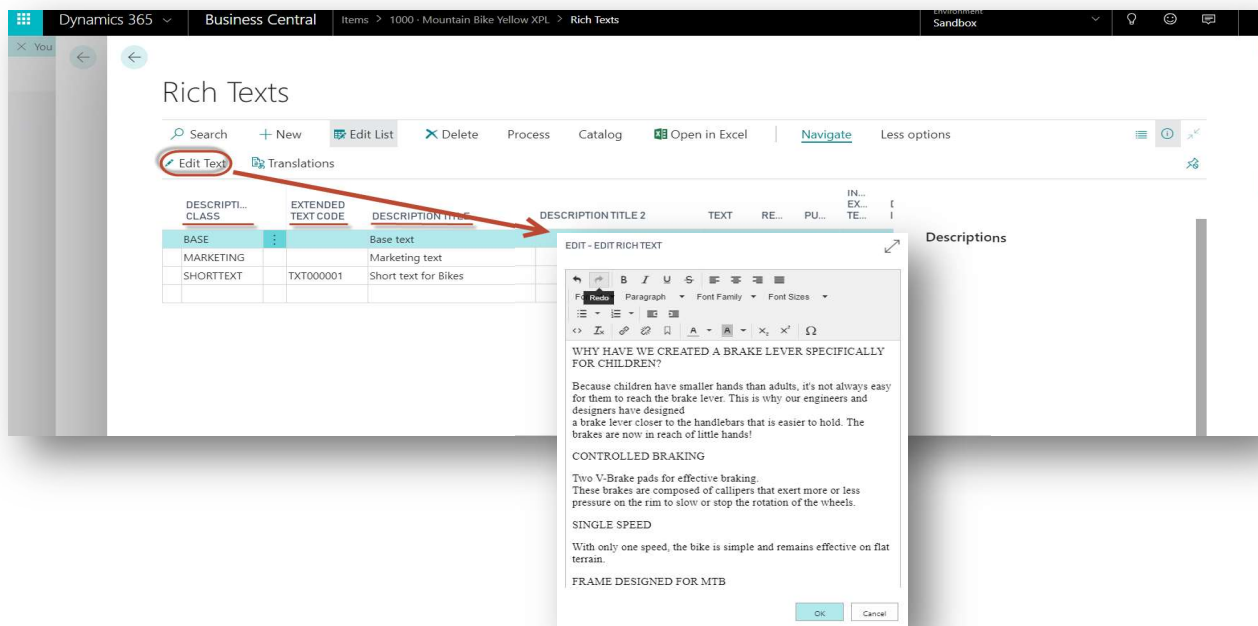 Dynamics 365 Business Central Items > 1000 · Mountain Bike Yellow XPL > Rich Texts Environment
Sandbox
You
Rich Texts
Search New Edit List Delete Process Catalog Open in Excel Navigate Less options
Edit Text Translations
DESCRIPTI... CLASS
EXTENDED TEXT CODE
DESCRIPTION TITLE
DESCRIPTION TITLE 2
TEXT
RE...
PU...
IN... EX... TE...
BASE Base text
MARKETING Marketing text
SHORTTEXT TXT000001 Short text for Bikes
Descriptions
EDIT - EDIT RICH TEXT
Redo Paragraph Font Family Font Sizes
WHY HAVE WE CREATED A BRAKE LEVER SPECIFICALLY
FOR CHILDREN?
Because children have smaller hands than adults, it's not always easy
for them to reach the brake lever. This is why our engineers and
designers have designed
a brake lever closer to the handlebars that is easier to hold. The
brakes are now in reach of little hands!
CONTROLLED BRAKING
Two V-Brake pads for effective braking.
These brakes are composed of callipers that exert more or less
pressure on the rim to slow or stop the rotation of the wheels.
SINGLE SPEED
With only one speed, the bike is simple and remains effective on flat
terrain.
FRAME DESIGNED FOR MTB
OK Cancel